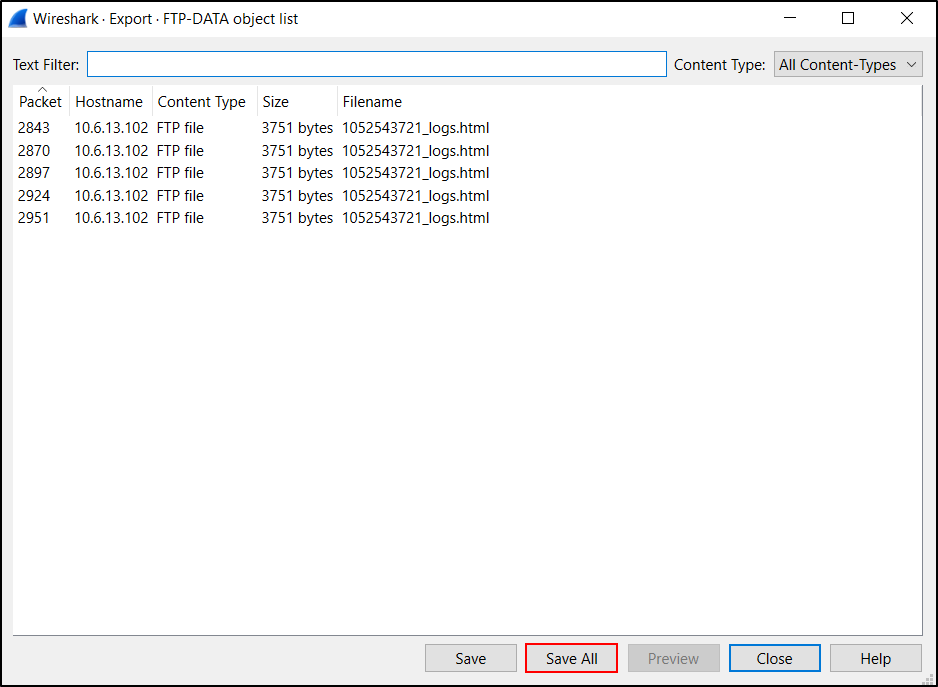 Wireshark · Export · FTP-DATA object list
Text Filter: Content Type: All Content-Types
Packet Hostname Content Type Size Filename
2843 10.6.13.102 FTP file 3751 bytes 1052543721_logs.html
2870 10.6.13.102 FTP file 3751 bytes 1052543721_logs.html
2897 10.6.13.102 FTP file 3751 bytes 1052543721_logs.html
2924 10.6.13.102 FTP file 3751 bytes 1052543721_logs.html
2951 10.6.13.102 FTP file 3751 bytes 1052543721_logs.html
Save Save All Preview Close Help